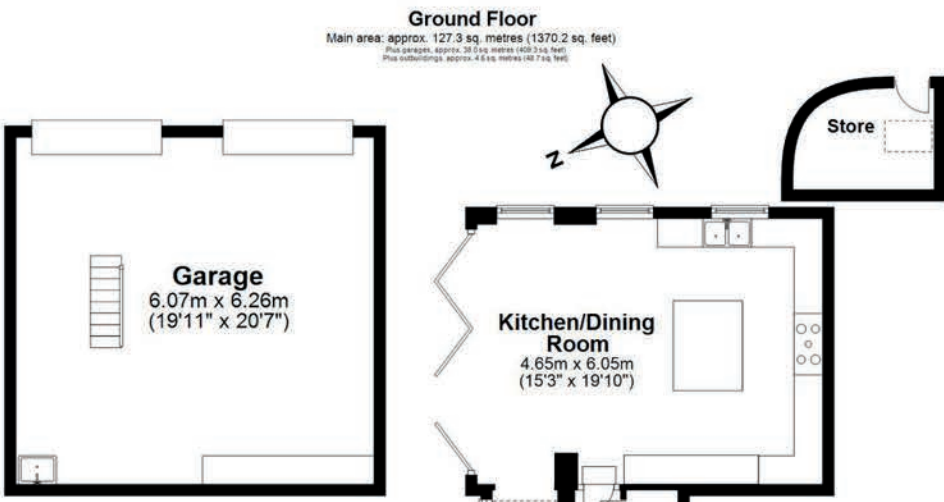 Ground Floor
Main area: approx. 127.3 sq. metres (1370.2 sq. feet)
Plus garages, approx. 38.0 sq. metres (409.3 sq. feet)
Plus outbuildings, approx. 4.6 sq. metres (48.7 sq. feet)
Store
N
Garage
6.07m x 6.26m
(19'11" x 20'7")
Kitchen/Dining
Room
4.65m x 6.05m
(15'3" x 19'10")